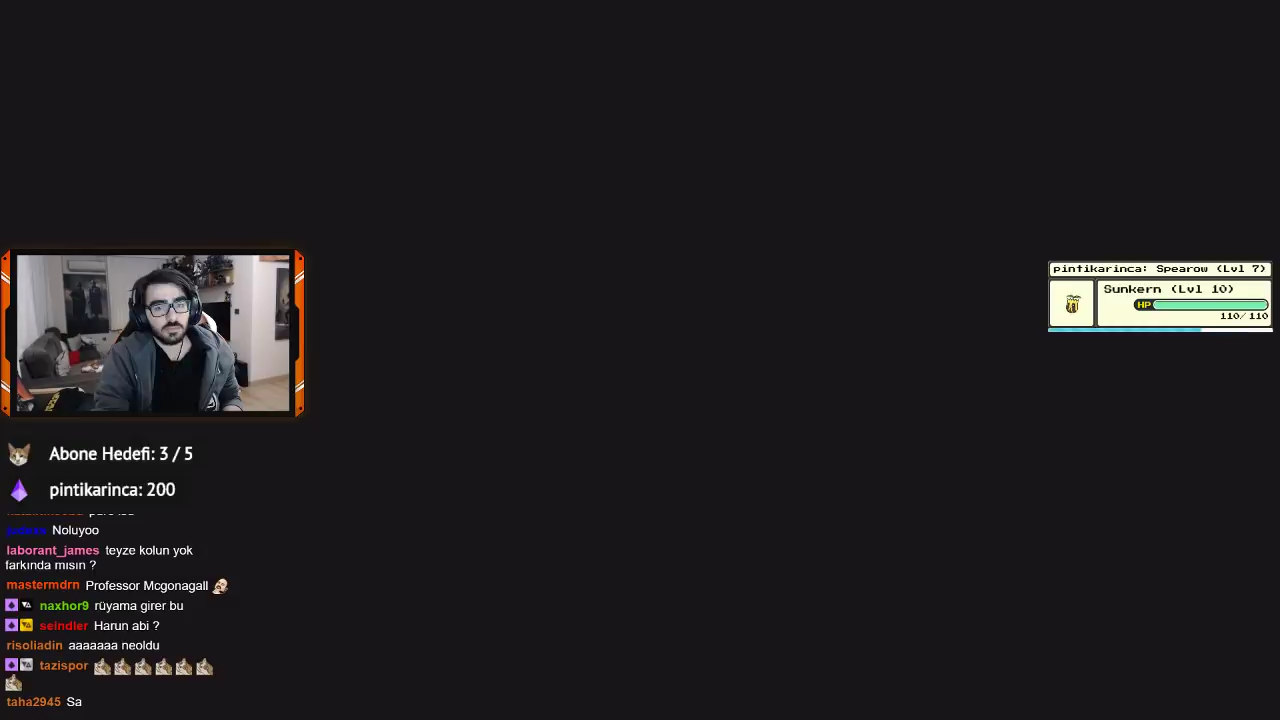 pintikarinca: Spearow (Lvl 7)
Sunkern (Lvl 10)
HP
110/110
Abone Hedefi: 3 / 5
pintikarinca: 200
Noluyoo
laborant_james teyze kolun yok
farkında mısın ?
mastermdrn Professor Mcgonagall
naxhor9 rüyama girer bu
seindler Harun abi ?
risoliadin aaaaaaa neoldu
tazispor
taha2945 Sa